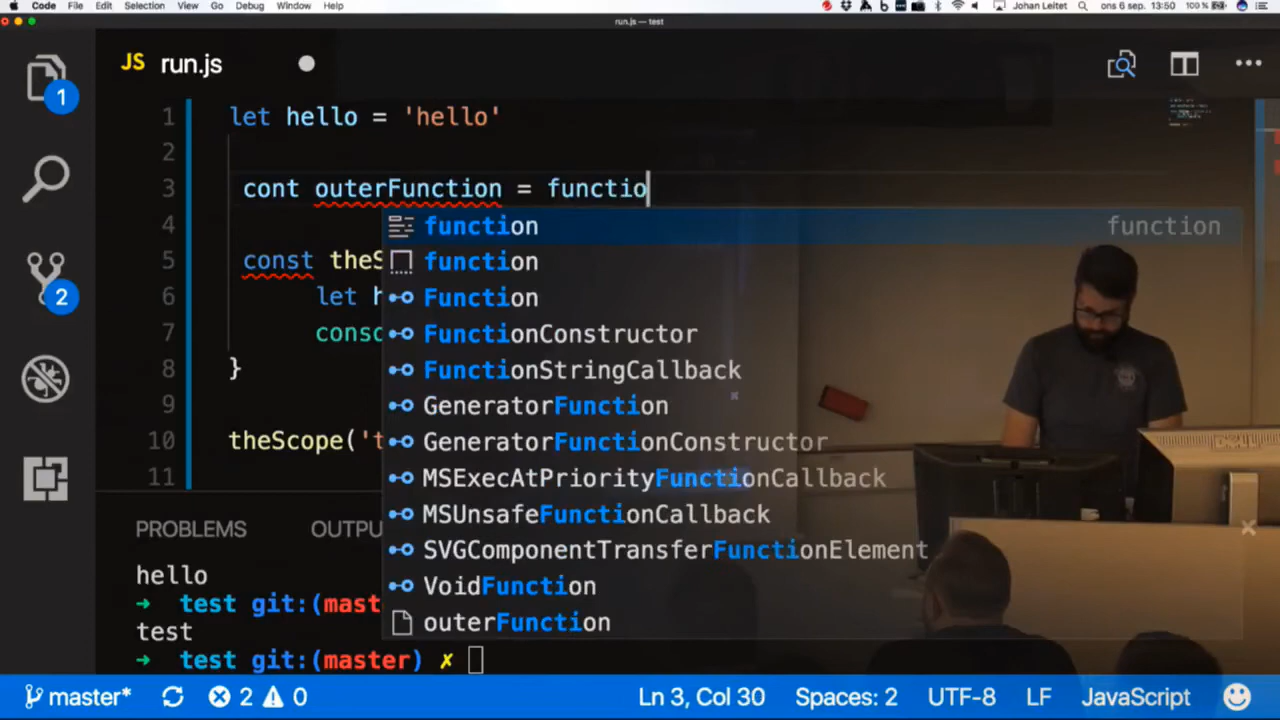 Code File Edit Selection View Go Debug Window Help Johan Leitet ons 6 sep. 13:50 100 %
run.js — test
JS run.js
1
1 let hello = 'hello'
2
3 cont outerFunction = functio
4 function function
5 const theS function
6 let h Function
7 conso FunctionConstructor
8 } FunctionStringCallback
9 GeneratorFunction
10 theScope('t GeneratorFunctionConstructor
11 MSExecAtPriorityFunctionCallback
2
MSUnsafeFunctionCallback
SVGComponentTransferFunctionElement
VoidFunction
outerFunction
PROBLEMS OUTPU
hello
➜ test git:(mast
test
➜ test git:(master) ✗
DELL
master* 2 0 Ln 3, Col 30 Spaces: 2 UTF-8 LF JavaScript